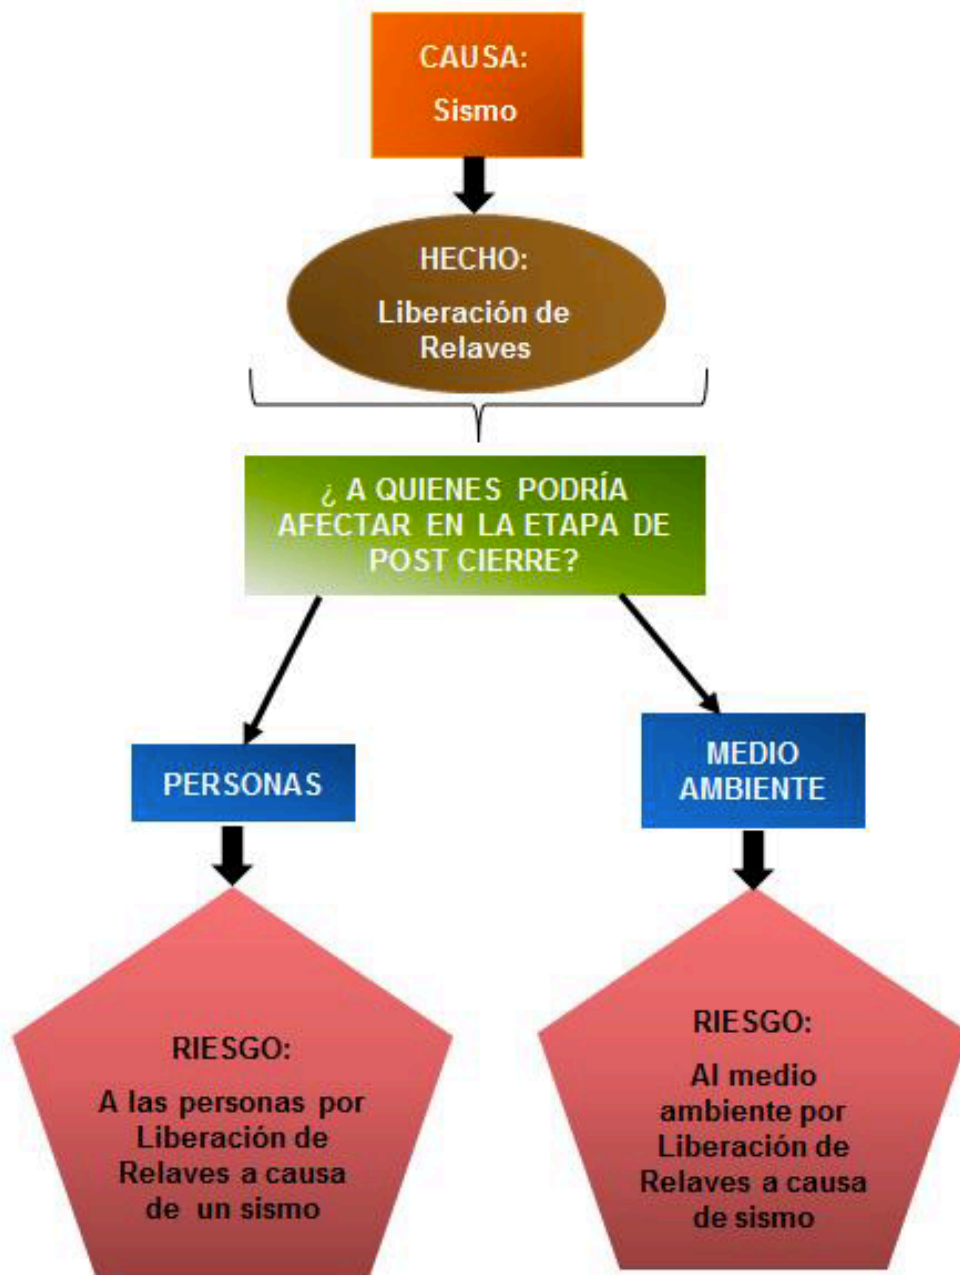 CAUSA:
Sismo
HECHO:
Liberación de
Relaves
¿ A QUIENES PODRÍA
AFECTAR EN LA ETAPA DE
POST CIERRE?
PERSONAS
MEDIO
AMBIENTE
RIESGO:
A las personas por
Liberación de
Relaves a causa
de un sismo
RIESGO:
Al medio
ambiente por
Liberación de
Relaves a causa
de sismo